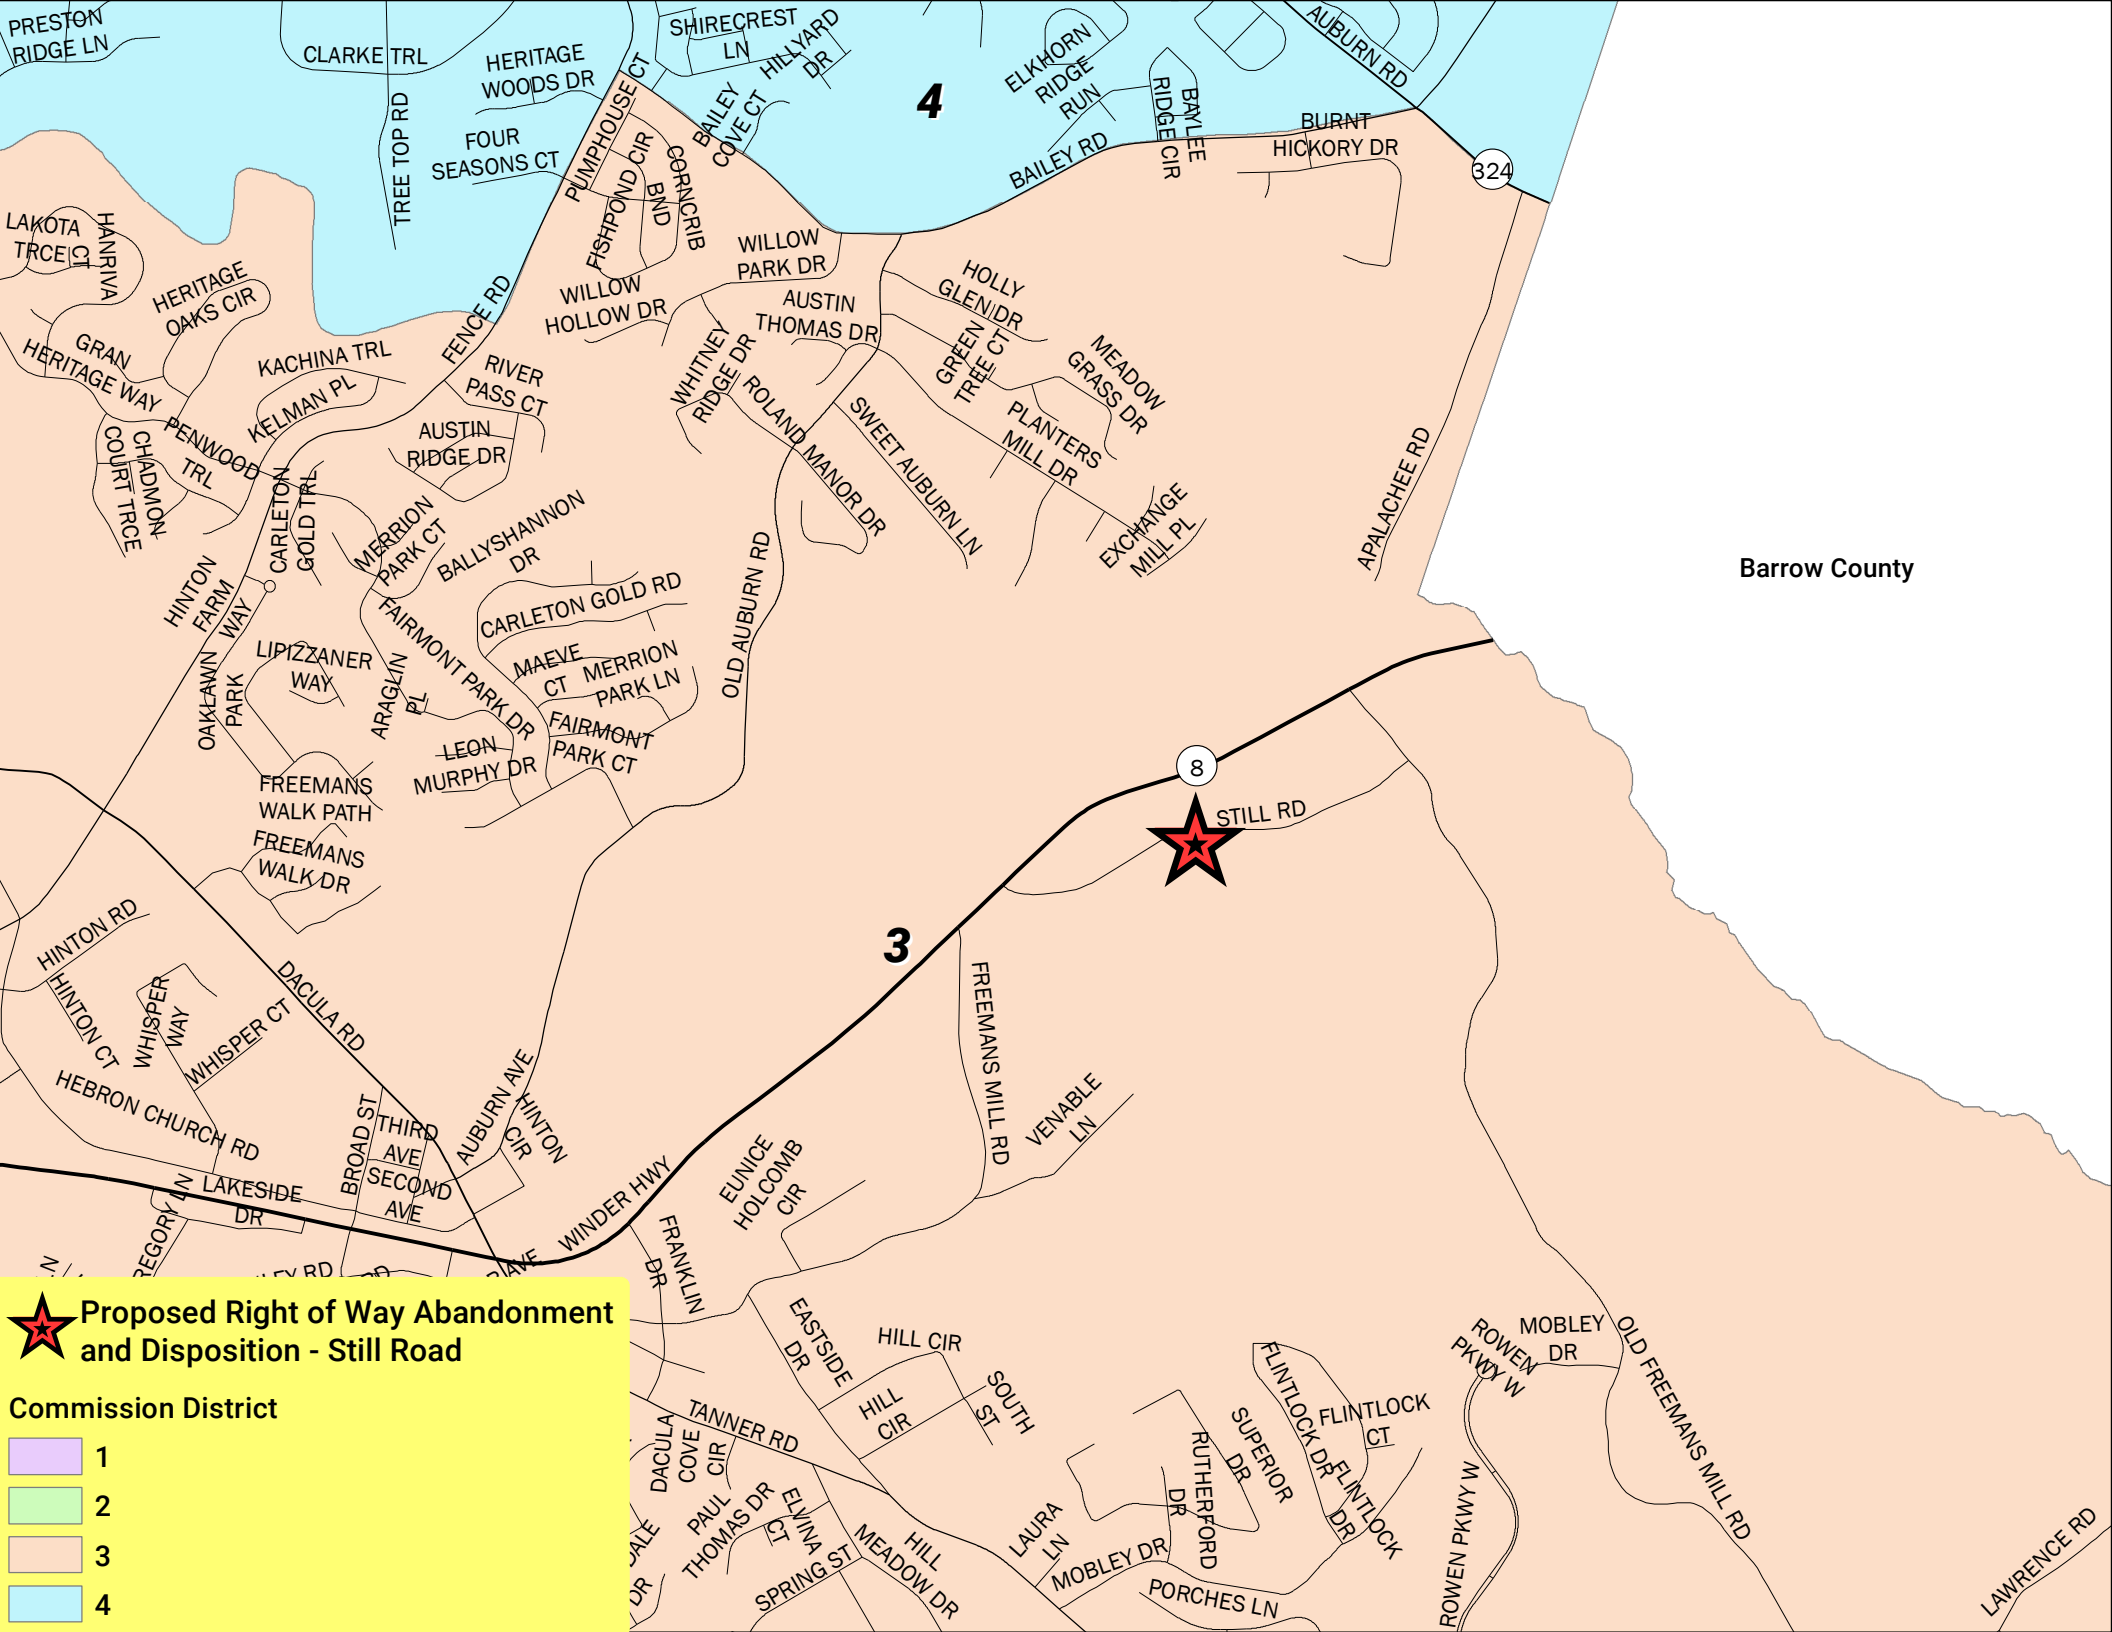 PRESTON
RIDGE LN
CLARKE TRL
HERITAGE
WOODS DR
SHIRECREST
LN
HILLYARD
DR
ELKHORN
RIDGE
RUN
AUBURN RD
4
TREE TOP RD
FOUR
SEASONS CT
PUMPHOUSE CT
BAILEY
COVE CT
BAYLEE
RIDGE CIR
BURNT
HICKORY DR
324
BAILEY RD
FISHPOND CIR
CORNCRIB
BND
LAKOTA
TRCE
HANRIVA
CT
HERITAGE
OAKS CIR
WILLOW
PARK DR
WILLOW
HOLLOW DR
FENCE RD
AUSTIN
THOMAS DR
HOLLY
GLEN DR
GREEN
TREE CT
MEADOW
GRASS DR
GRAN
HERITAGE WAY
KACHINA TRL
KELMAN PL
RIVER
PASS CT
WHITNEY
RIDGE DR
ROLAND MANOR DR
SWEET AUBURN LN
PLANTERS
MILL DR
CHADMON
COURT TRCE
PENWOOD
TRL
AUSTIN
RIDGE DR
CARLETON
GOLD TRL
MERRION
PARK CT
BALLYSHANNON
DR
EXCHANGE
MILL PL
APALACHEE RD
Barrow County
HINTON
FARM
WAY
CARLETON GOLD RD
OLD AUBURN RD
FAIRMONT PARK DR
LIPIZZANER
WAY
MAEVE
CT
MERRION
PARK LN
OAKLAWN
PARK
ARAGLIN
PL
FAIRMONT
PARK CT
LEON
MURPHY DR
8
FREEMANS
WALK PATH
STILL RD
FREEMANS
WALK DR
HINTON RD
3
HINTON CT
WHISPER
WAY
WHISPER CT
DACULA RD
FREEMANS MILL RD
VENABLE
LN
HEBRON CHURCH RD
BROAD ST
THIRD
AVE
SECOND
AVE
AUBURN AVE
HINTON
CIR
EUNICE
HOLCOMB
CIR
LAKESIDE
DR
WINDER HWY
FRANKLIN
DR
EASTSIDE
DR
HILL CIR
HILL
CIR
SOUTH
ST
ROWEN
PKWY W
MOBLEY
DR
OLD FREEMANS MILL RD
TANNER RD
DACULA
COVE
CIR
FLINTLOCK DR
FLINTLOCK
CT
SUPERIOR
DR
RUTHERFORD
DR
FLINTLOCK
DR
PAUL
THOMAS DR
ELVINA
CT
SPRING ST
HILL
MEADOW DR
LAURA
LN
MOBLEY DR
PORCHES LN
ROWEN PKWY W
LAWRENCE RD
DR
Proposed Right of Way Abandonment
and Disposition - Still Road
Commission District
1
2
3
4